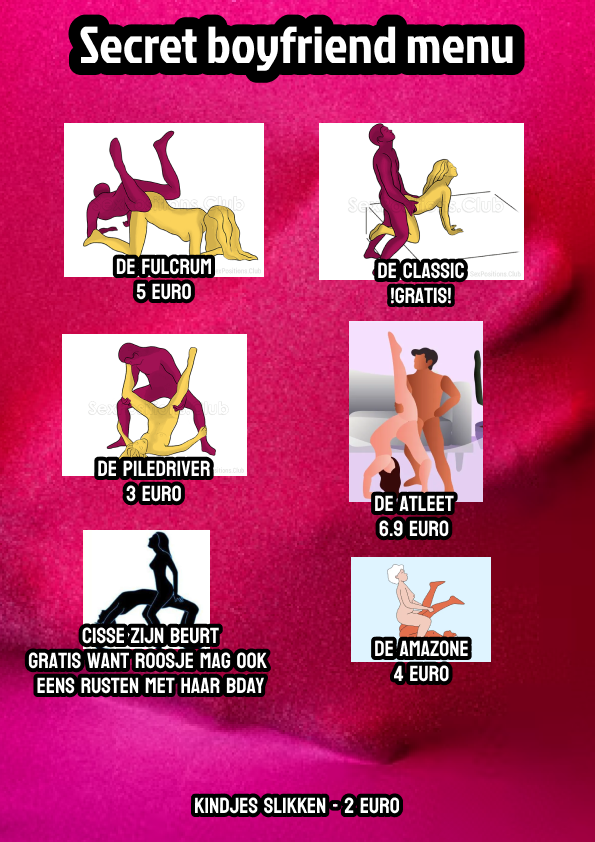 Secret boyfriend menu
DE FULCRUM
5 EURO
DE CLASSIC
!GRATIS!
DE PILEDRIVER
3 EURO
DE ATLEET
6.9 EURO
CISSE ZIJN BEURT
GRATIS WANT ROOSJE MAG OOK
EENS RUSTEN MET HAAR BDAY
DE AMAZONE
4 EURO
KINDJES SLIKKEN - 2 EURO